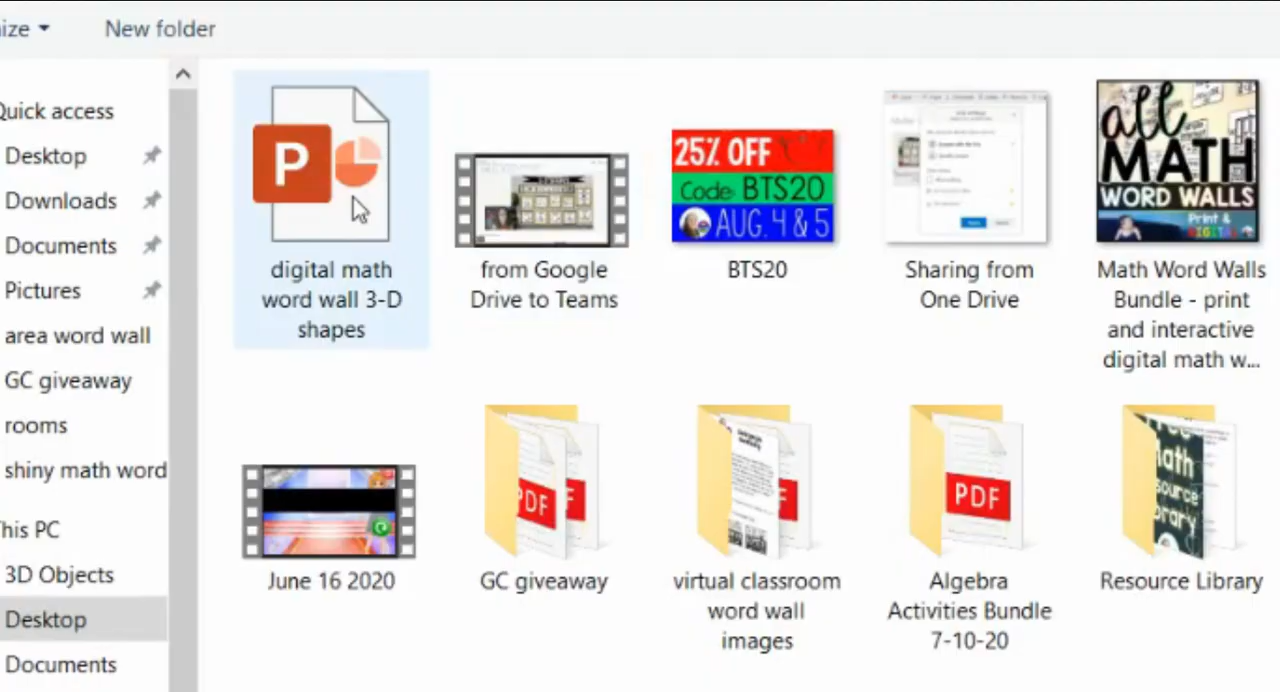 ize New folder
Quick access
Desktop
Downloads
Documents
Pictures
area word wall
GC giveaway
rooms
shiny math word
This PC
3D Objects
Desktop
Documents
P
digital math
word wall 3-D
shapes
from Google
Drive to Teams
25% OFF
Code: BTS20
AUG. 4 & 5
BTS20
Sharing from
One Drive
all
MATH
WORD WALLS
Print &
DIGITAL
Math Word Walls
Bundle - print
and interactive
digital math w...
June 16 2020
PDF
GC giveaway
virtual classroom
word wall
images
PDF
Algebra
Activities Bundle
7-10-20
Math
Resource
Library
Resource Library